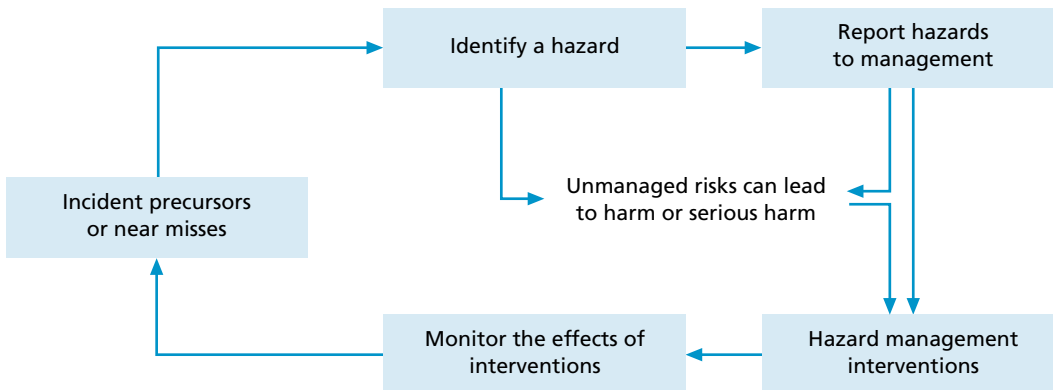 Identify a hazard
Report hazards
to management
Unmanaged risks can lead
to harm or serious harm
Incident precursors
or near misses
Monitor the effects of
interventions
Hazard management
interventions